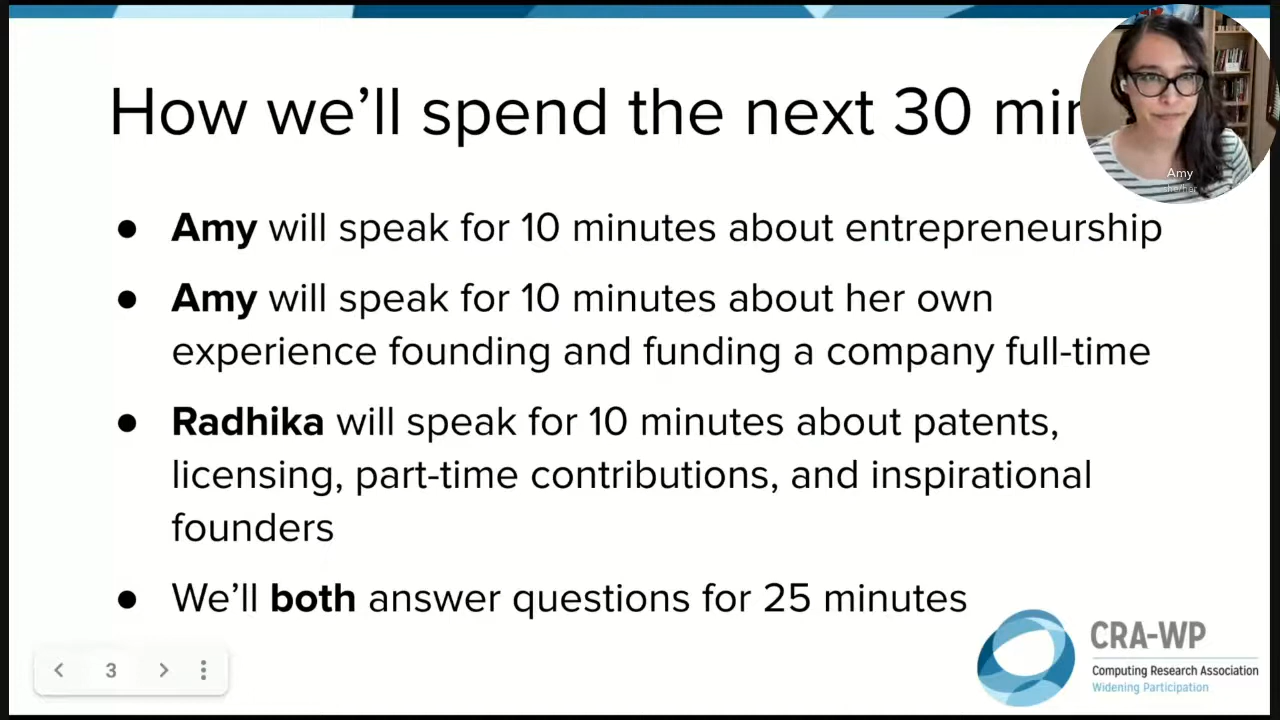 How we’ll spend the next 30 min
Amy
she/her
● Amy will speak for 10 minutes about entrepreneurship
● Amy will speak for 10 minutes about her own
experience founding and funding a company full-time
● Radhika will speak for 10 minutes about patents,
licensing, part-time contributions, and inspirational
founders
● We’ll both answer questions for 25 minutes
3
CRA-WP
Computing Research Association
Widening Participation